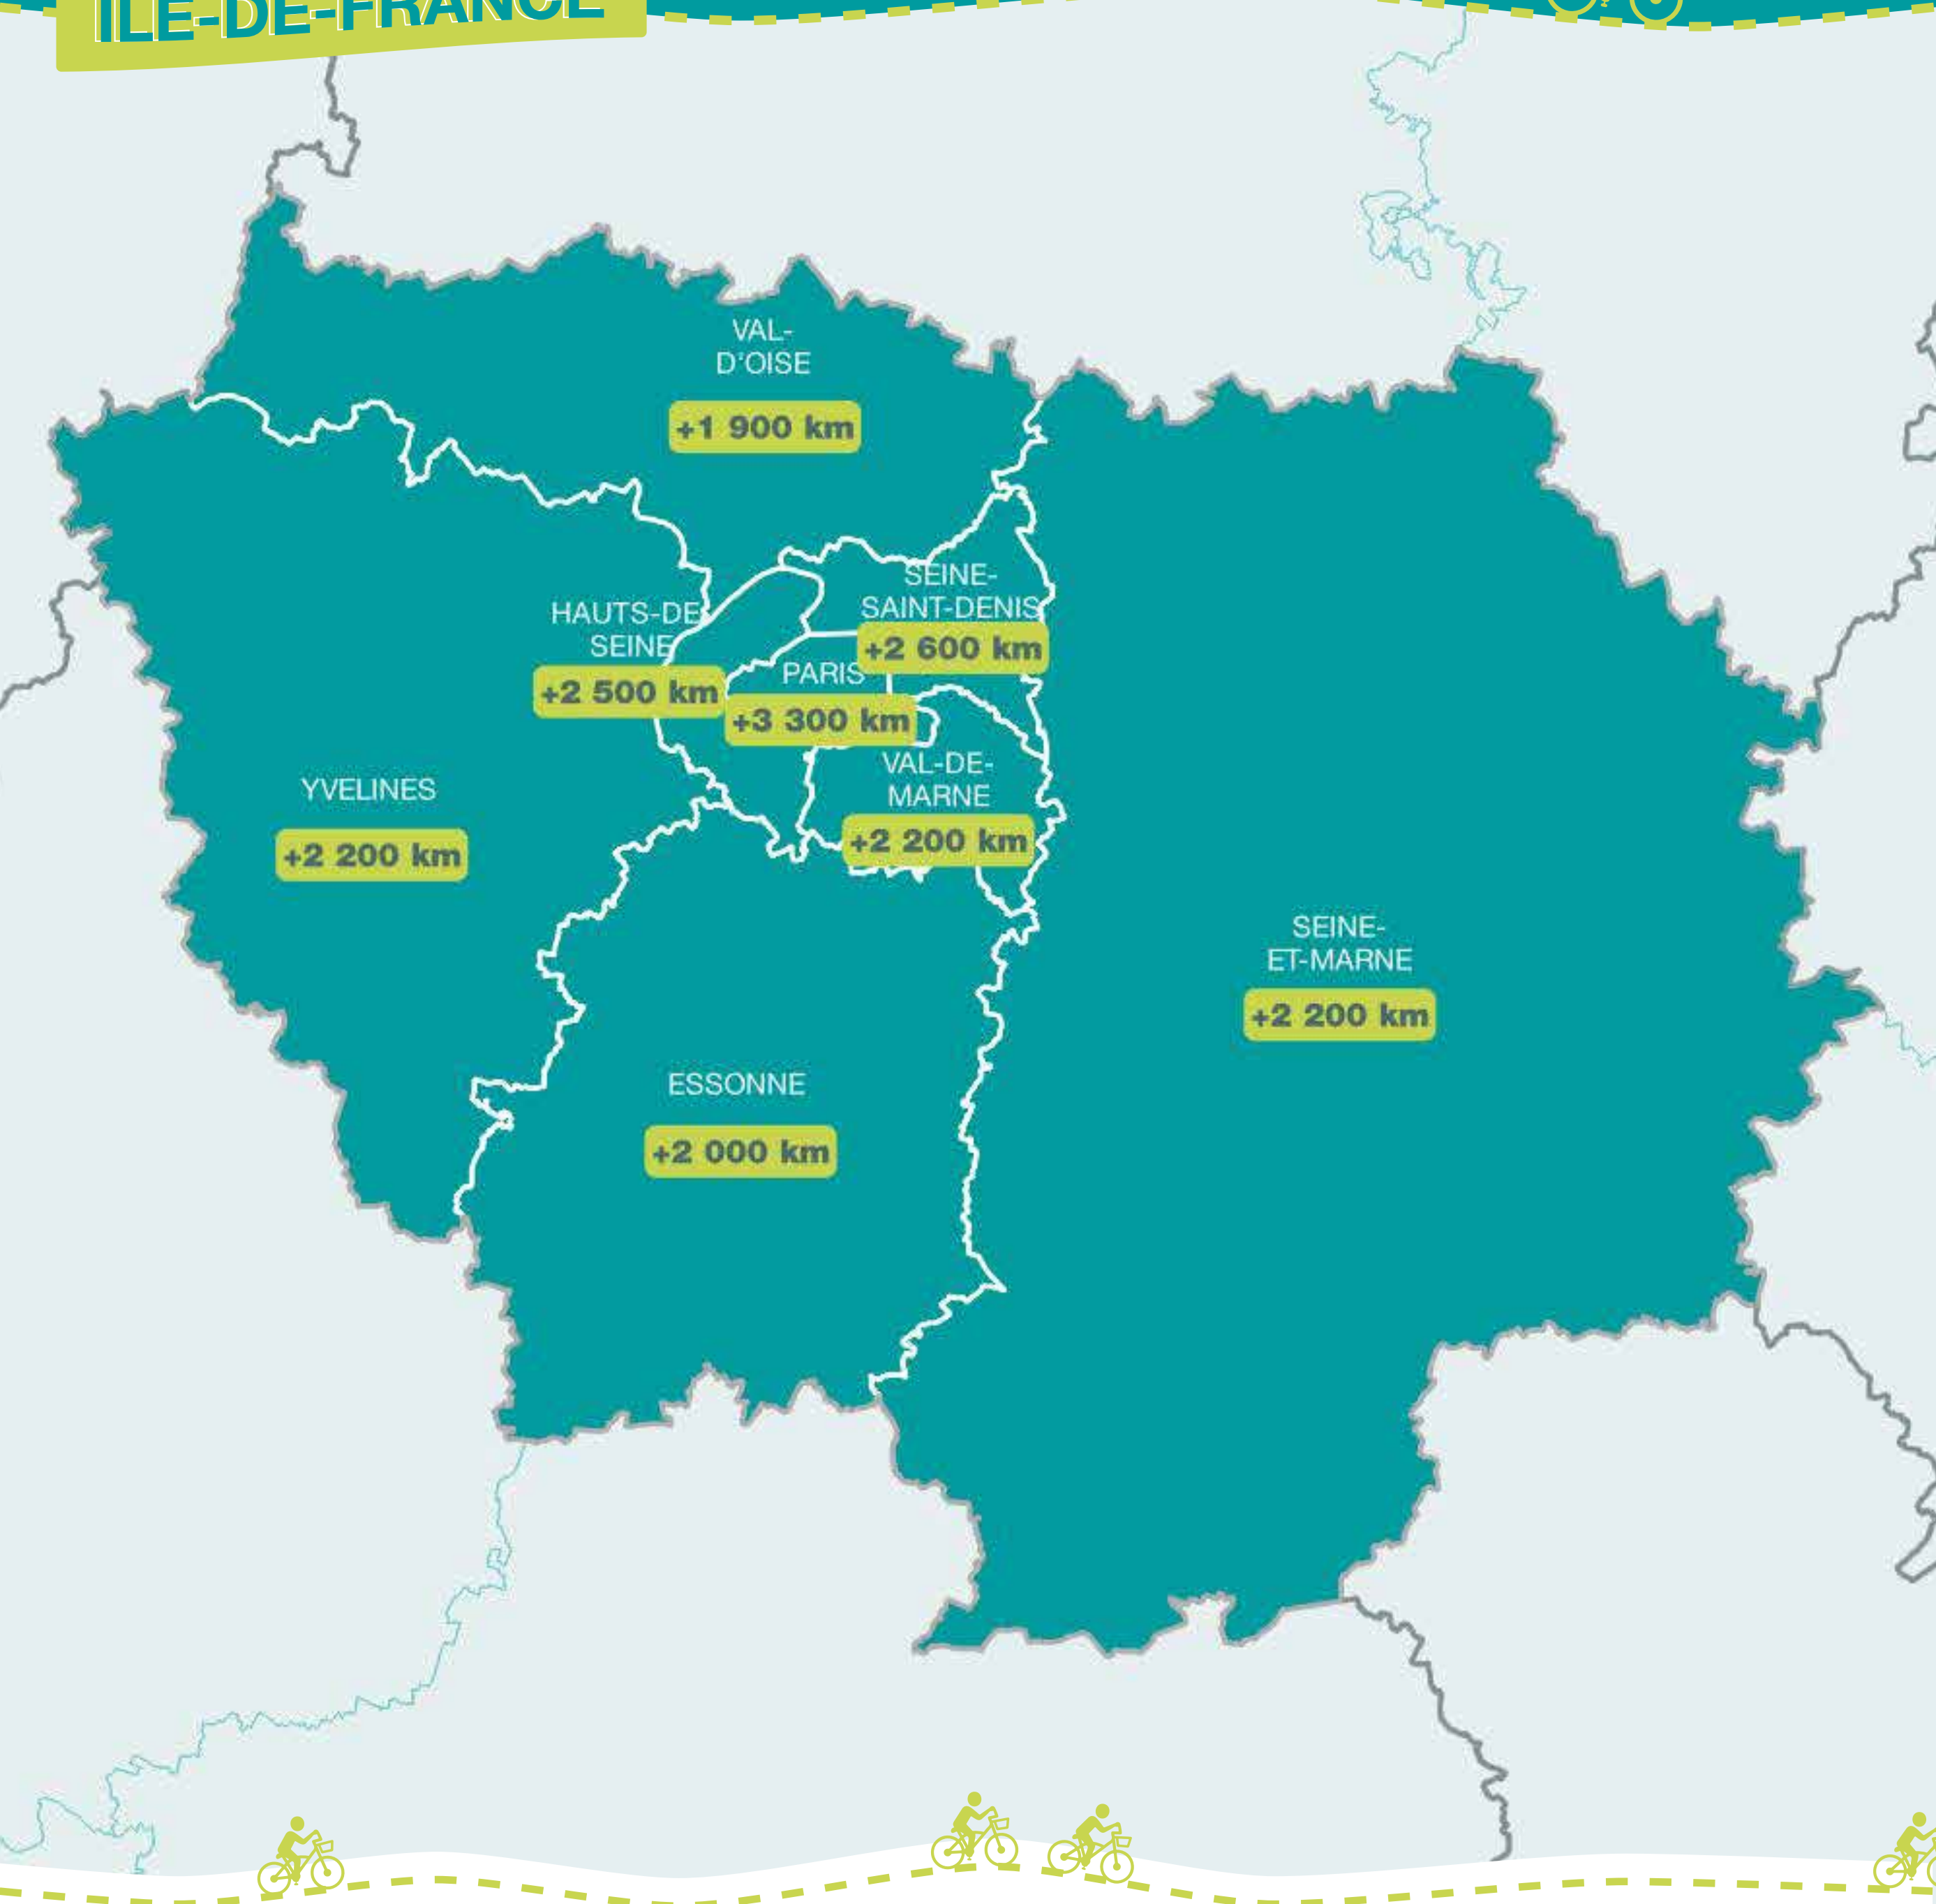 ILE-DE-FRANCE
VAL-
D'OISE
+1 900 km
SEINE-
SAINT-DENIS
+2 600 km
HAUTS-DE
SEINE
+2 500 km
PARIS
+3 300 km
VAL-DE-
MARNE
+2 200 km
YVELINES
+2 200 km
SEINE-
ET-MARNE
+2 200 km
ESSONNE
+2 000 km